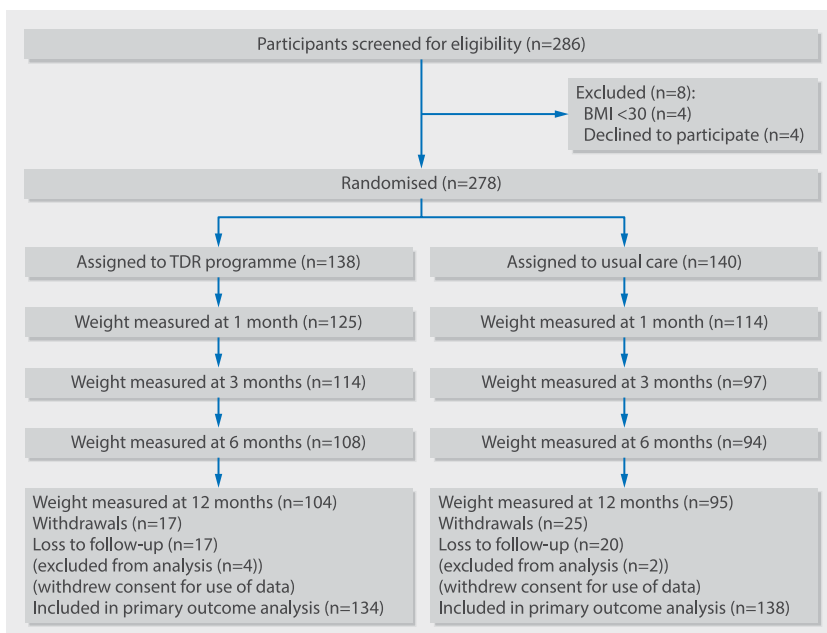 Participants screened for eligibility (n=286)
Excluded (n=8):
BMI <30 (n=4)
Declined to participate (n=4)
Randomised (n=278)
Assigned to TDR programme (n=138)
Assigned to usual care (n=140)
Weight measured at 1 month (n=125)
Weight measured at 1 month (n=114)
Weight measured at 3 months (n=114)
Weight measured at 3 months (n=97)
Weight measured at 6 months (n=108)
Weight measured at 6 months (n=94)
Weight measured at 12 months (n=104)
Withdrawals (n=17)
Loss to follow-up (n=17)
(excluded from analysis (n=4))
(withdrew consent for use of data)
Included in primary outcome analysis (n=134)
Weight measured at 12 months (n=95)
Withdrawals (n=25)
Loss to follow-up (n=20)
(excluded from analysis (n=2))
(withdrew consent for use of data)
Included in primary outcome analysis (n=138)